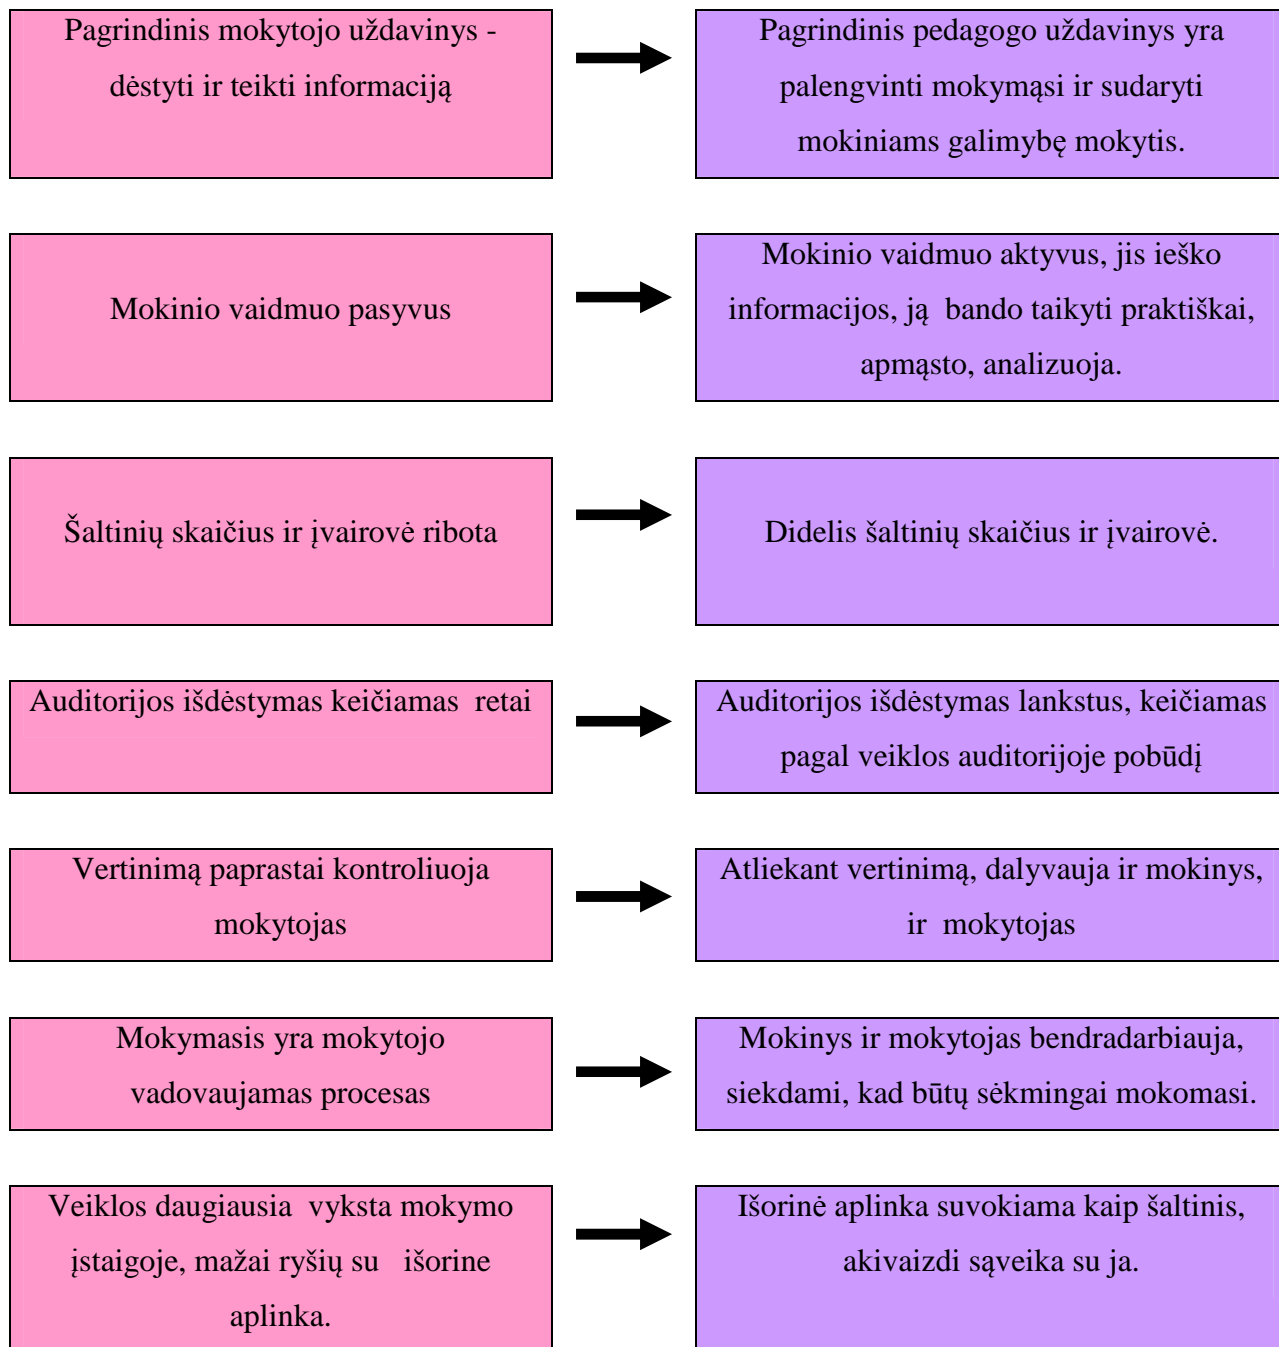 Pagrindinis mokytojo uždavinys -
dėstyti ir teikti informaciją
Pagrindinis pedagogo uždavinys yra
palengvinti mokymąsi ir sudaryti
mokiniams galimybę mokytis.
Mokinio vaidmuo pasyvus
Mokinio vaidmuo aktyvus, jis ieško
informacijos, ją bando taikyti praktiškai,
apmąsto, analizuoja.
Šaltinių skaičius ir įvairovė ribota
Didelis šaltinių skaičius ir įvairovė.
Auditorijos išdėstymas keičiamas retai
Auditorijos išdėstymas lankstus, keičiamas
pagal veiklos auditorijoje pobūdį
Vertinimą paprastai kontroliuoja
mokytojas
Atliekant vertinimą, dalyvauja ir mokinys,
ir mokytojas
Mokymasis yra mokytojo
vadovaujamas procesas
Mokinys ir mokytojas bendradarbiauja,
siekdami, kad būtų sėkmingai mokomasi.
Veiklos daugiausia vyksta mokymo
įstaigoje, mažai ryšių su išorine
aplinka.
Išorinė aplinka suvokiama kaip šaltinis,
akivaizdi sąveika su ja.